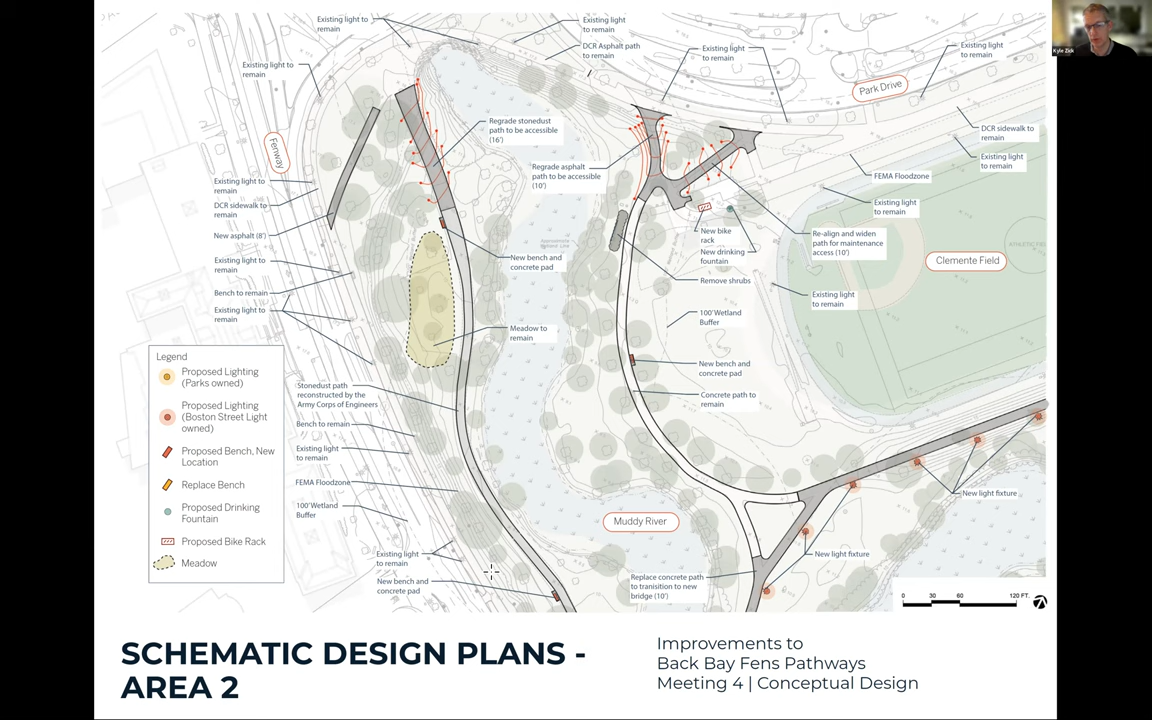 Existing light to
remain
Existing light
to remain
DCR Asphalt path
to remain
Existing light
to remain
Existing light
to remain
Kyle Zick
Existing light to
remain
Park Drive
Fenway
Regrade stonedust
path to be accessible
(16')
Regrade asphalt
path to be accessible
(10')
DCR sidewalk to
remain
Existing light
to remain
FEMA Floodzone
Existing light to
remain
DCR sidewalk to
remain
New asphalt (8')
Existing light
to remain
New bike
rack
New drinking
fountain
Re-align and widen
path for maintenance
access (10')
ATHLETIC FIELD
Clemente Field
Existing light to
remain
Bench to remain
Existing light to
remain
New bench and
concrete pad
Remove shrubs
Existing light
to remain
100' Wetland
Buffer
Meadow to
remain
New bench and
concrete pad
Concrete path to
remain
Legend
Proposed Lighting
(Parks owned)
Proposed Lighting
(Boston Street Light
owned)
Proposed Bench, New
Location
Replace Bench
Proposed Drinking
Fountain
Proposed Bike Rack
Meadow
Stonedust path
reconstructed by the
Army Corps of Engineers
Bench to remain
Existing light
to remain
FEMA Floodzone
100' Wetland
Buffer
Existing light
to remain
New bench and
concrete pad
Muddy River
New light fixture
New light fixture
Replace concrete path
to tranisition to new
bridge (10')
0 30 60 120 FT.
SCHEMATIC DESIGN PLANS -
AREA 2
Improvements to
Back Bay Fens Pathways
Meeting 4 | Conceptual Design